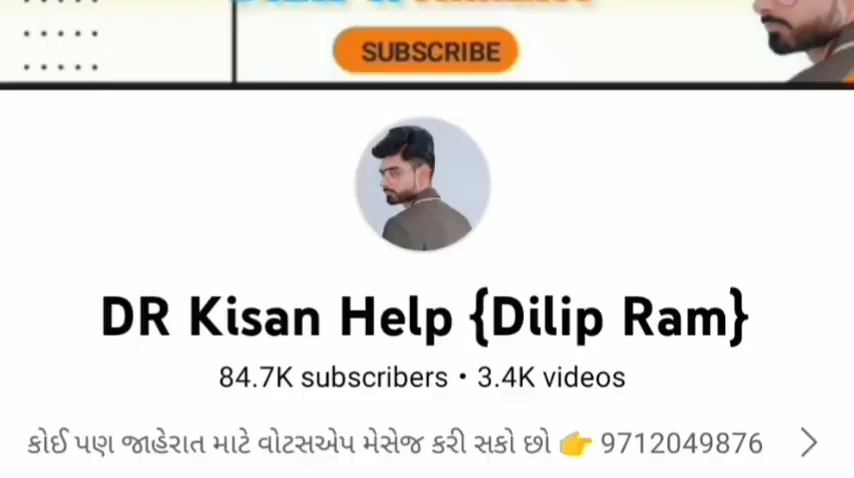 SUBSCRIBE
DR Kisan Help {Dilip Ram}
84.7K subscribers • 3.4K videos
કોઈ પણ જાહેરાત માટે વોટસએપ મેસેજ કરી સકો છો 👉 9712049876